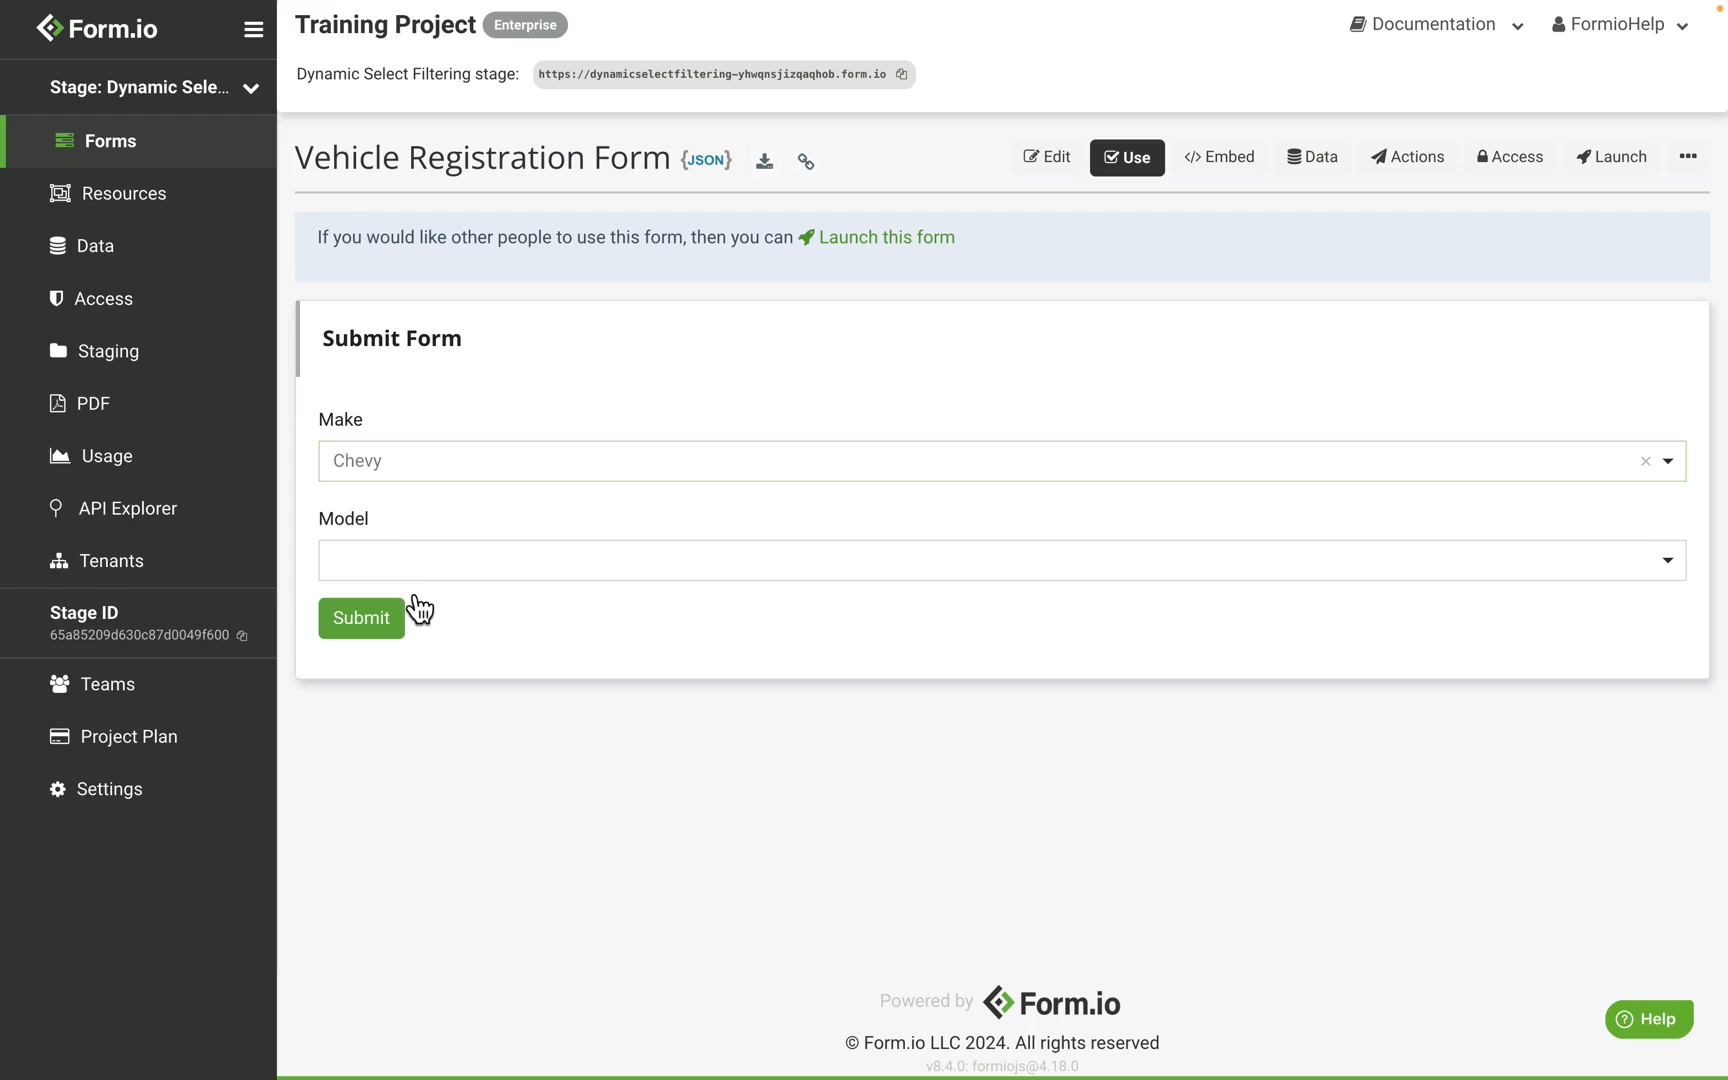 Form.io
Stage: Dynamic Sele...
Forms
Resources
Data
Access
Staging
PDF
Usage
API Explorer
Tenants
Stage ID
65a85209d630c87d0049f600
Teams
Project Plan
Settings
Training Project Enterprise
Documentation FormioHelp
Dynamic Select Filtering stage: https://dynamicselectfiltering-yhwqnsjizqaqhob.form.io
Vehicle Registration Form {JSON}
Edit Use </> Embed Data Actions Access Launch
If you would like other people to use this form, then you can Launch this form
Submit Form
Make
Chevy
Model
Submit
Powered by Form.io
© Form.io LLC 2024. All rights reserved
v8.4.0: formiojs@4.18.0
Help